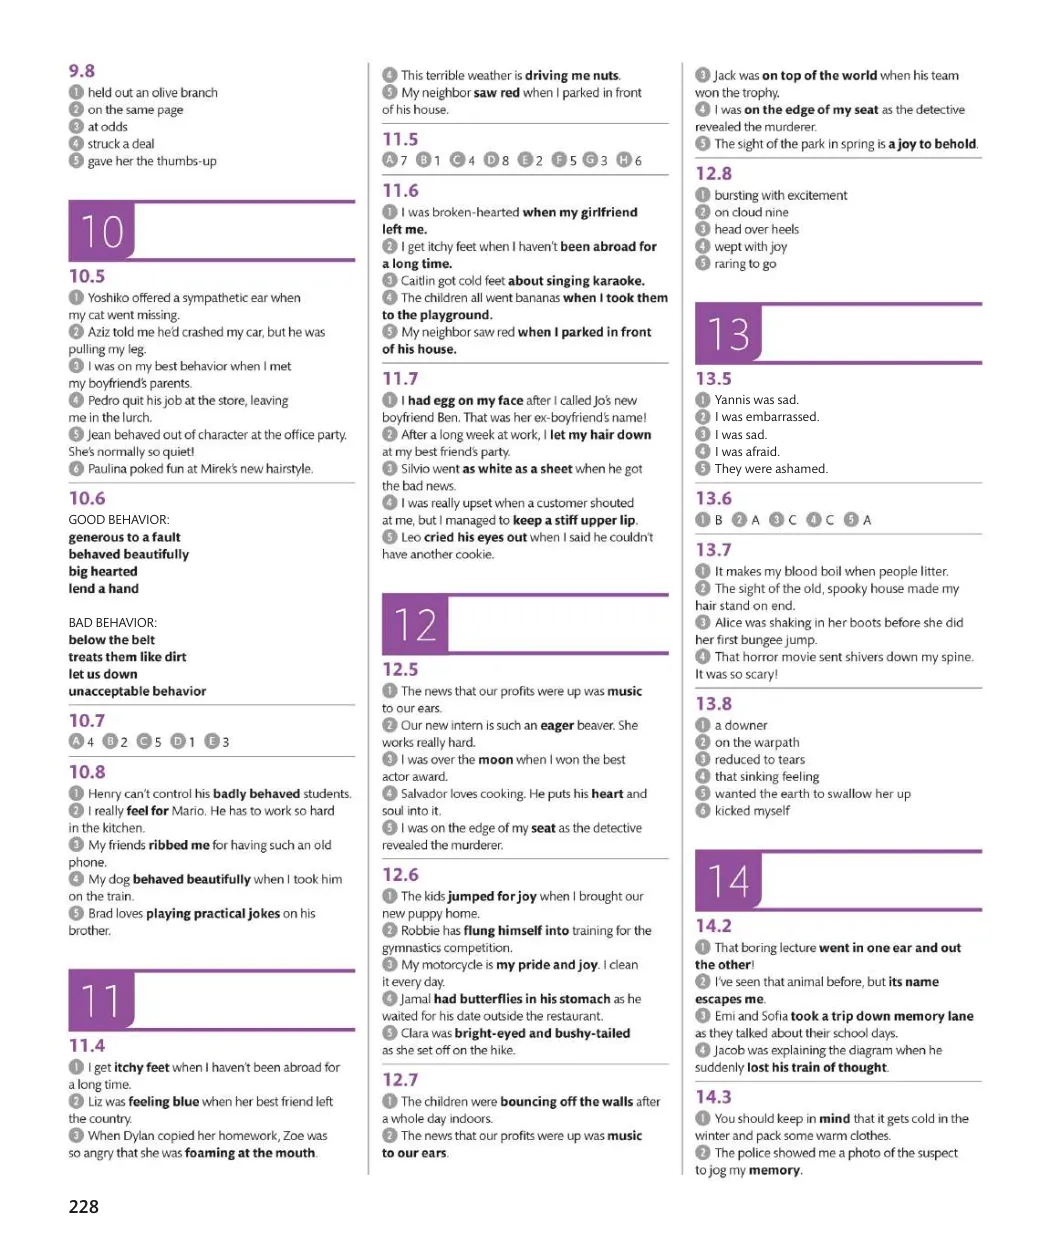 9.8
1 held out an olive branch
2 on the same page
3 at odds
4 struck a deal
5 gave her the thumbs-up
10
10.5
1 Yoshiko offered a sympathetic ear when
my cat went missing.
2 Aziz told me he'd crashed my car, but he was
pulling my leg.
3 I was on my best behavior when I met
my boyfriend's parents.
4 Pedro quit his job at the store, leaving
me in the lurch.
5 Jean behaved out of character at the office party.
She's normally so quiet!
6 Paulina poked fun at Mirek's new hairstyle.
10.6
GOOD BEHAVIOR:
generous to a fault
behaved beautifully
big hearted
lend a hand
BAD BEHAVIOR:
below the belt
treats them like dirt
let us down
unacceptable behavior
10.7
A 4 B 2 C 5 D 1 E 3
10.8
1 Henry can't control his badly behaved students.
2 I really feel for Mario. He has to work so hard
in the kitchen.
3 My friends ribbed me for having such an old
phone.
4 My dog behaved beautifully when I took him
on the train.
5 Brad loves playing practical jokes on his
brother.
11
11.4
1 I get itchy feet when I haven't been abroad for
a long time.
2 Liz was feeling blue when her best friend left
the country.
3 When Dylan copied her homework, Zoe was
so angry that she was foaming at the mouth.
4 This terrible weather is driving me nuts.
5 My neighbor saw red when I parked in front
of his house.
11.5
A 7 B 1 C 4 D 8 E 2 F 5 G 3 H 6
11.6
1 I was broken-hearted when my girlfriend
left me.
2 I get itchy feet when I haven't been abroad for
a long time.
3 Caitlin got cold feet about singing karaoke.
4 The children all went bananas when I took them
to the playground.
5 My neighbor saw red when I parked in front
of his house.
11.7
1 I had egg on my face after I called Jo's new
boyfriend Ben. That was her ex-boyfriend's name!
2 After a long week at work, I let my hair down
at my best friend's party.
3 Silvio went as white as a sheet when he got
the bad news.
4 I was really upset when a customer shouted
at me, but I managed to keep a stiff upper lip.
5 Leo cried his eyes out when I said he couldn't
have another cookie.
12
12.5
1 The news that our profits were up was music
to our ears.
2 Our new intern is such an eager beaver. She
works really hard.
3 I was over the moon when I won the best
actor award.
4 Salvador loves cooking. He puts his heart and
soul into it.
5 I was on the edge of my seat as the detective
revealed the murderer.
12.6
1 The kids jumped for joy when I brought our
new puppy home.
2 Robbie has flung himself into training for the
gymnastics competition.
3 My motorcycle is my pride and joy. I clean
it every day.
4 Jamal had butterflies in his stomach as he
waited for his date outside the restaurant.
5 Clara was bright-eyed and bushy-tailed
as she set off on the hike.
12.7
1 The children were bouncing off the walls after
a whole day indoors.
2 The news that our profits were up was music
to our ears.
3 Jack was on top of the world when his team
won the trophy.
4 I was on the edge of my seat as the detective
revealed the murderer.
5 The sight of the park in spring is a joy to behold.
12.8
1 bursting with excitement
2 on cloud nine
3 head over heels
4 wept with joy
5 raring to go
13
13.5
1 Yannis was sad.
2 I was embarrassed.
3 I was sad.
4 I was afraid.
5 They were ashamed.
13.6
1 B 2 A 3 C 4 C 5 A
13.7
1 It makes my blood boil when people litter.
2 The sight of the old, spooky house made my
hair stand on end.
3 Alice was shaking in her boots before she did
her first bungee jump.
4 That horror movie sent shivers down my spine.
It was so scary!
13.8
1 a downer
2 on the warpath
3 reduced to tears
4 that sinking feeling
5 wanted the earth to swallow her up
6 kicked myself
14
14.2
1 That boring lecture went in one ear and out
the other!
2 I've seen that animal before, but its name
escapes me.
3 Emi and Sofia took a trip down memory lane
as they talked about their school days.
4 Jacob was explaining the diagram when he
suddenly lost his train of thought.
14.3
1 You should keep in mind that it gets cold in the
winter and pack some warm clothes.
2 The police showed me a photo of the suspect
to jog my memory.
228